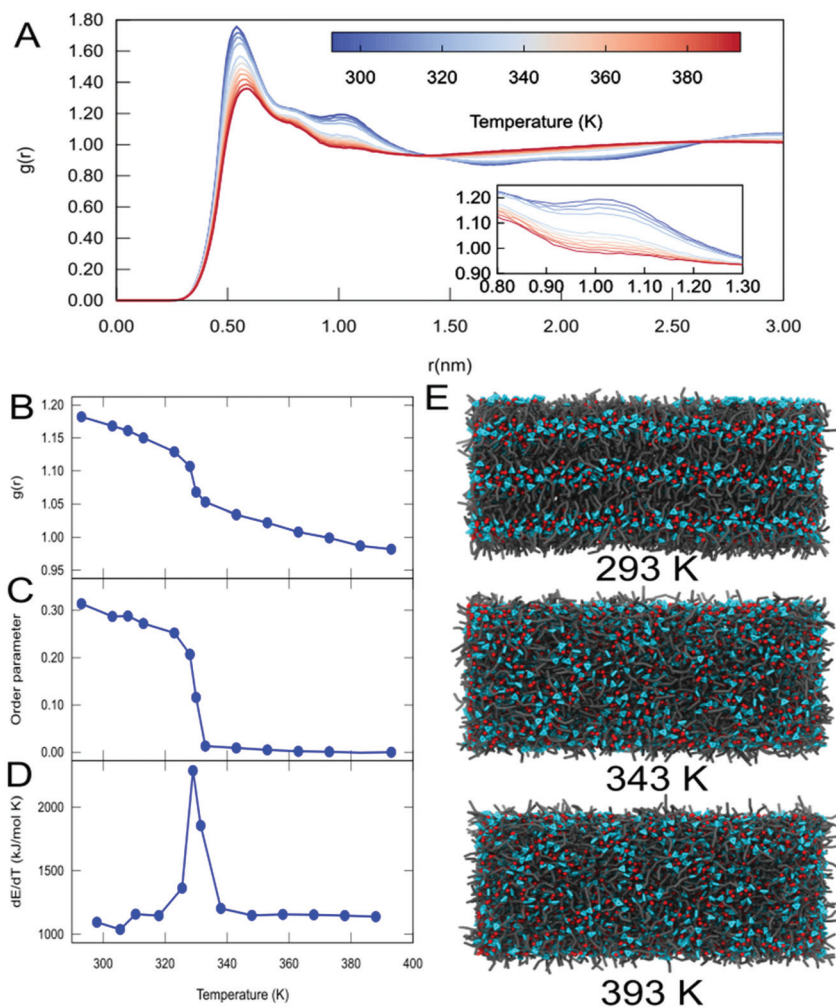 A
1.80
1.60
1.40
1.20
1.00
0.80
0.60
0.40
0.20
0.00
g(r)
300 320 340 360 380
Temperature (K)
1.20
1.10
1.00
0.90
0.80 0.90 1.00 1.10 1.20 1.30
0.00 0.50 1.00 1.50 2.00 2.50 3.00
r(nm)
B
1.20
1.15
1.10
1.05
1.00
0.95
g(r)
C
0.30
0.20
0.10
0.00
Order parameter
D
2000
1500
1000
dE/dT (kJ/mol K)
300 320 340 360 380 400
Temperature (K)
E
293 K
343 K
393 K